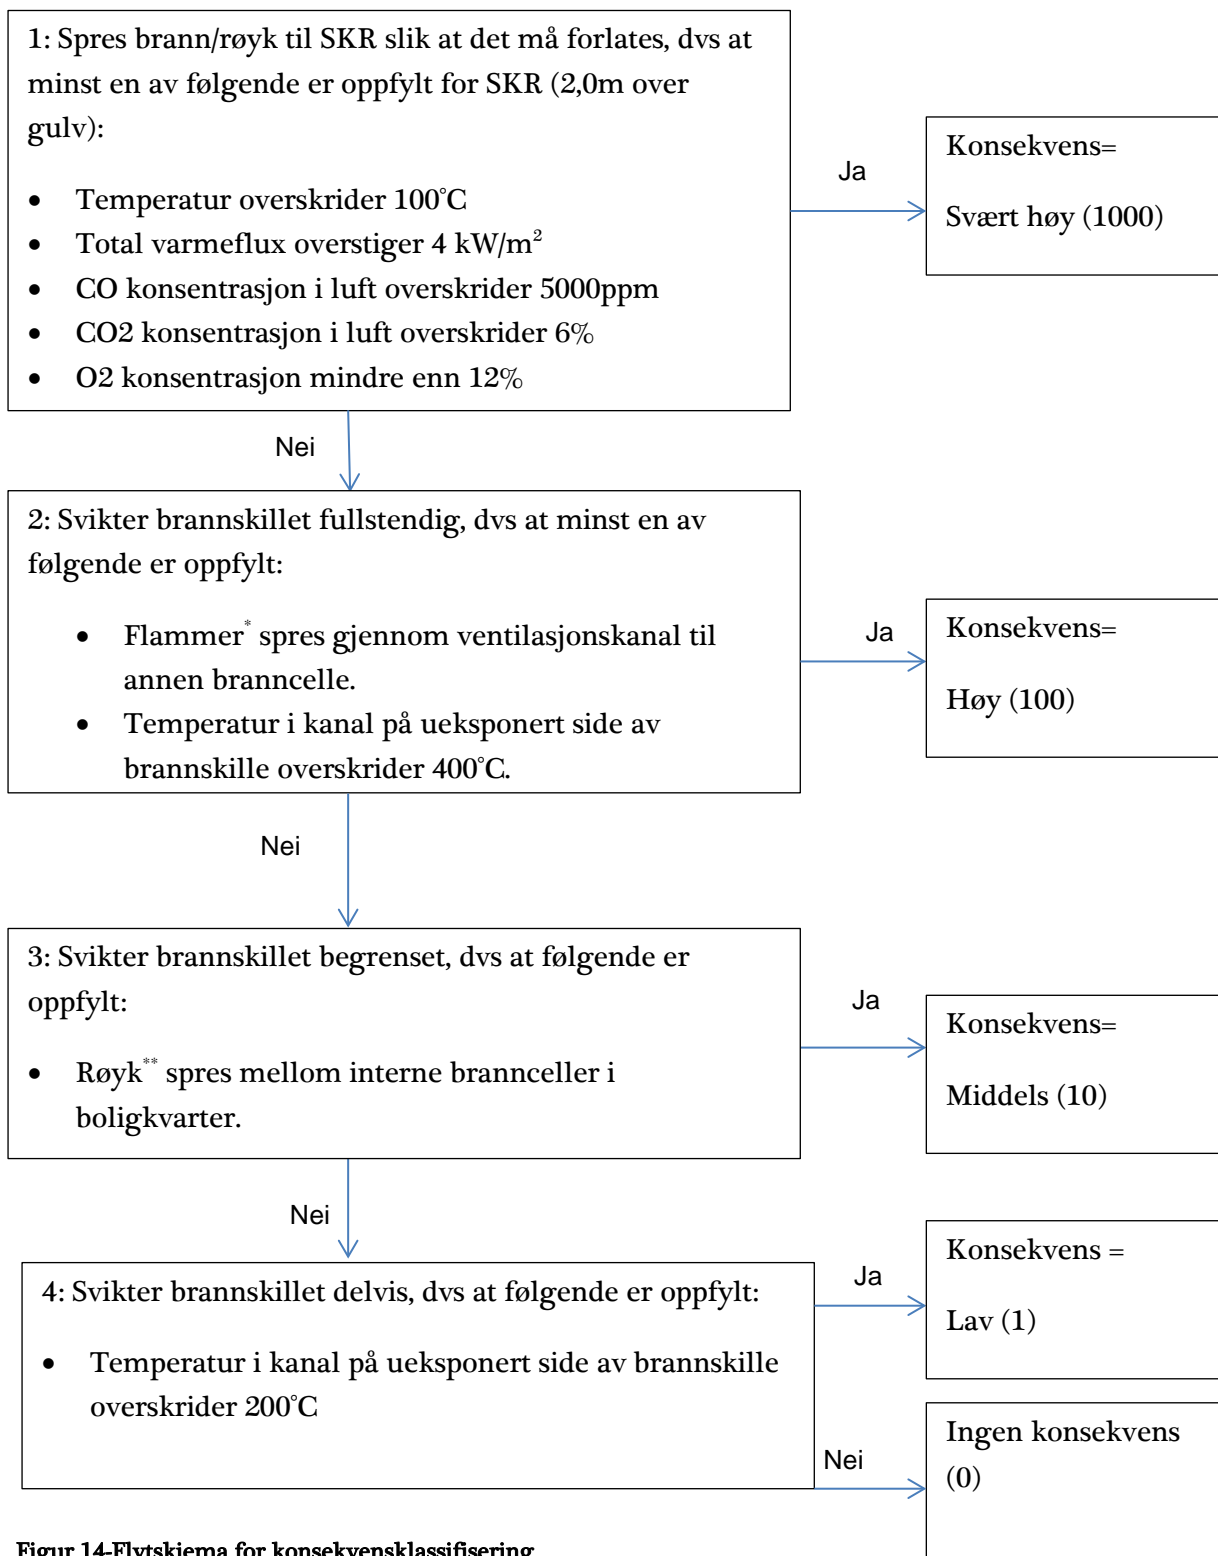 1: Spres brann/røyk til SKR slik at det må forlates, dvs at
minst en av følgende er oppfylt for SKR (2,0m over
gulv):
• Temperatur overskrider 100°C
• Total varmeflux overstiger 4 kW/m²
• CO konsentrasjon i luft overskrider 5000ppm
• CO2 konsentrasjon i luft overskrider 6%
• O2 konsentrasjon mindre enn 12%
Ja
Konsekvens=
Svært høy (1000)
Nei
2: Svikter brannskillet fullstendig, dvs at minst en av
følgende er oppfylt:
• Flammer* spres gjennom ventilasjonskanal til
annen branncelle.
• Temperatur i kanal på ueksponert side av
brannskille overskrider 400°C.
Ja
Konsekvens=
Høy (100)
Nei
3: Svikter brannskillet begrenset, dvs at følgende er
oppfylt:
• Røyk** spres mellom interne brannceller i
boligkvarter.
Ja
Konsekvens=
Middels (10)
Nei
4: Svikter brannskillet delvis, dvs at følgende er oppfylt:
• Temperatur i kanal på ueksponert side av brannskille
overskrider 200°C
Ja
Konsekvens =
Lav (1)
Nei
Ingen konsekvens
(0)
Figur 14-Flytskjema for konsekvensklassifisering